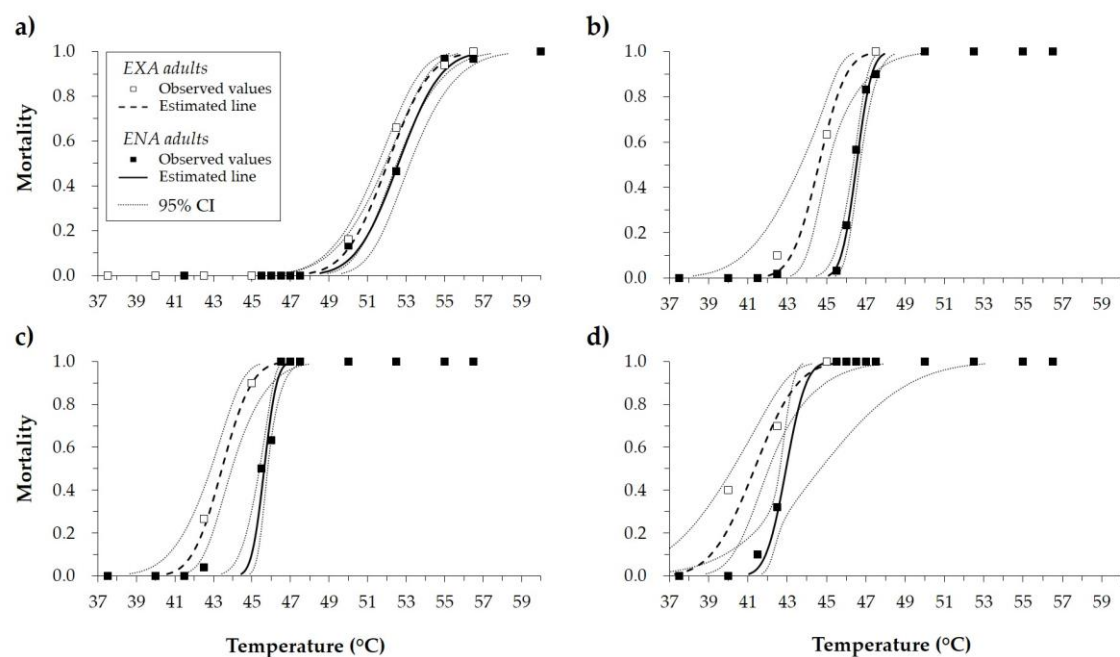 a)
b)
EXA adults
Observed values
Estimated line
ENA adults
Observed values
Estimated line
95% CI
Mortality
1.0
0.8
0.6
0.4
0.2
0.0
37 39 41 43 45 47 49 51 53 55 57 59
1.0
0.8
0.6
0.4
0.2
0.0
37 39 41 43 45 47 49 51 53 55 57 59
c)
d)
Mortality
1.0
0.8
0.6
0.4
0.2
0.0
37 39 41 43 45 47 49 51 53 55 57 59
1.0
0.8
0.6
0.4
0.2
0.0
37 39 41 43 45 47 49 51 53 55 57 59
Temperature (°C)
Temperature (°C)